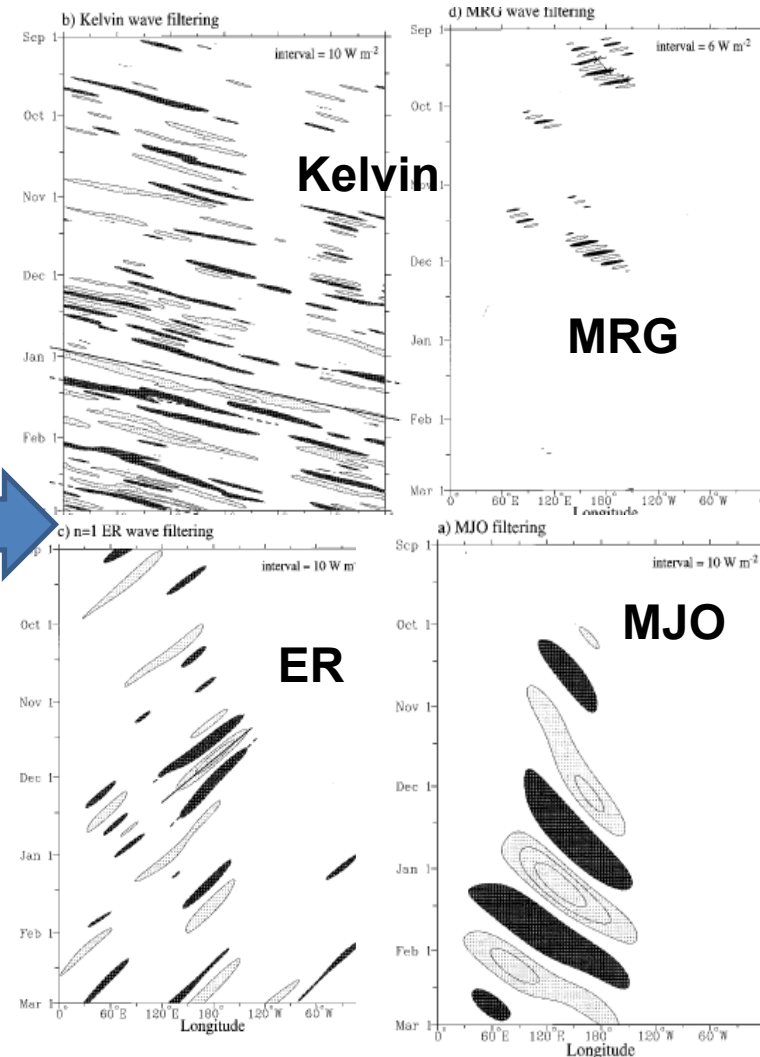 b) Kelvin wave filtering
interval = 10 W m-2
Sep 1
Oct 1
Nov 1
Dec 1
Jan 1
Feb 1
Kelvin
d) MRG wave filtering
interval = 6 W m-2
Sep 1
Oct 1
Nov 1
Dec 1
Jan 1
Feb 1
Mar 1
MRG
0° 60°E 120°E 180° 120°W 60°W
Longitude
c) n=1 ER wave filtering
interval = 10 W m
p 1
Oct 1
Nov 1
Dec 1
Jan 1
Feb 1
Mar 1
ER
0° 60°E 120°E 180° 120°W 60°W
Longitude
a) MJO filtering
interval = 10 W m-2
Sep 1
Oct 1
Nov 1
Dec 1
Jan 1
Feb 1
Mar 1
MJO
0° 60°E 120°E 180° 120°W 60°W
Longitude